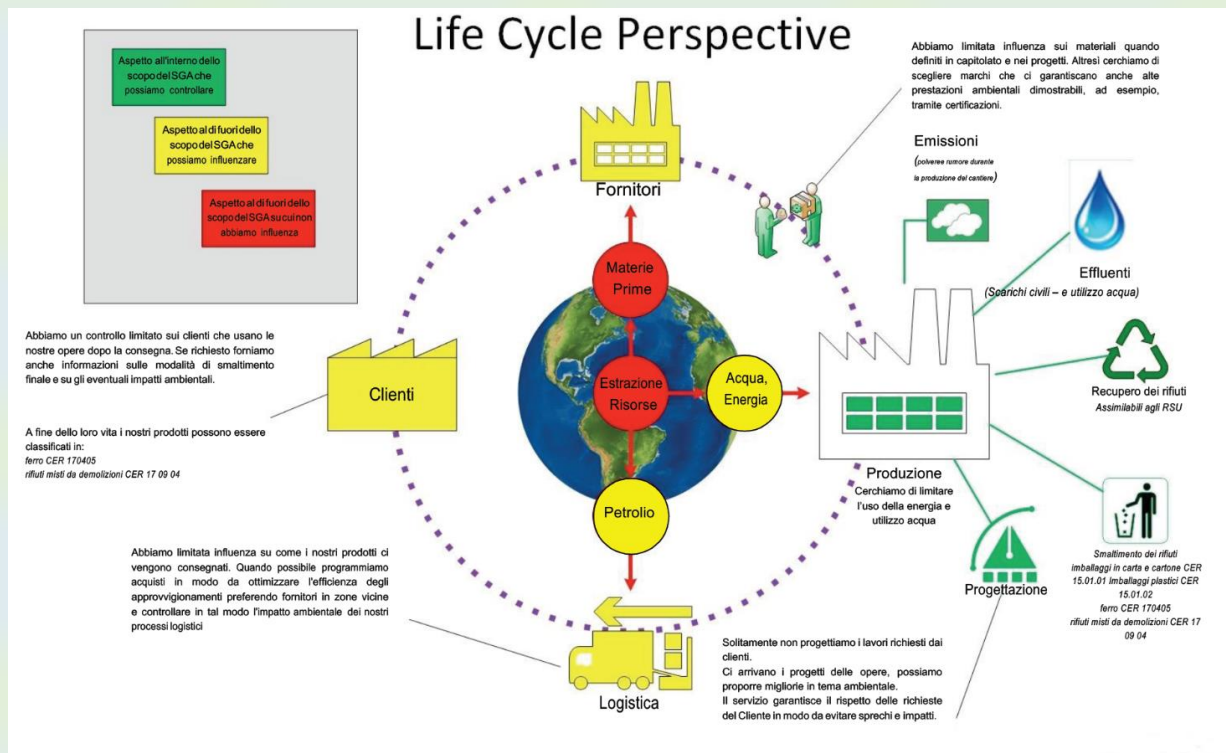 Life Cycle Perspective
Aspetto all'interno dello
scopo del SGA che
possiamo controllare
Aspetto al di fuori dello
scopo del SGA che
possiamo influenzare
Aspetto al di fuori dello
scopo del SGA su cui non
abbiamo influenza
Abbiamo limitata influenza sui materiali quando
definiti in capitolato e nei progetti. Altresì cerchiamo di
scegliere marchi che ci garantiscano anche alte
prestazioni ambientali dimostrabili, ad esempio,
tramite certificazioni.
Fornitori
Emissioni
(polveree rumore durante
la produzione del cantiere)
Effluenti
(Scarichi civili – e utilizzo acqua)
Materie
Prime
Estrazione
Risorse
Acqua,
Energia
Petrolio
Abbiamo un controllo limitato sui clienti che usano le
nostre opere dopo la consegna. Se richiesto forniamo
anche informazioni sulle modalità di smaltimento
finale e su gli eventuali impatti ambientali.
A fine dello loro vita i nostri prodotti possono essere
classificati in:
ferro CER 170405
rifiuti misti da demolizioni CER 17 09 04
Clienti
Recupero dei rifiuti
Assimilabili agli RSU
Produzione
Cerchiamo di limitare
l'uso della energia e
utilizzo acqua
Progettazione
Smaltimento dei rifiuti
imballaggi in carta e cartone CER
15.01.01 Imballaggi plastici CER
15.01.02
ferro CER 170405
rifiuti misti da demolizioni CER 17
09 04
Abbiamo limitata influenza su come i nostri prodotti ci
vengono consegnati. Quando possibile programmiamo
acquisti in modo da ottimizzare l'efficienza degli
approvvigionamenti preferendo fornitori in zone vicine
e controllare in tal modo l'impatto ambientale dei nostri
processi logistici
Logistica
Solitamente non progettiamo i lavori richiesti dai
clienti.
Ci arrivano i progetti delle opere, possiamo
proporre migliorie in tema ambientale.
Il servizio garantisce il rispetto delle richieste
del Cliente in modo da evitare sprechi e impatti.